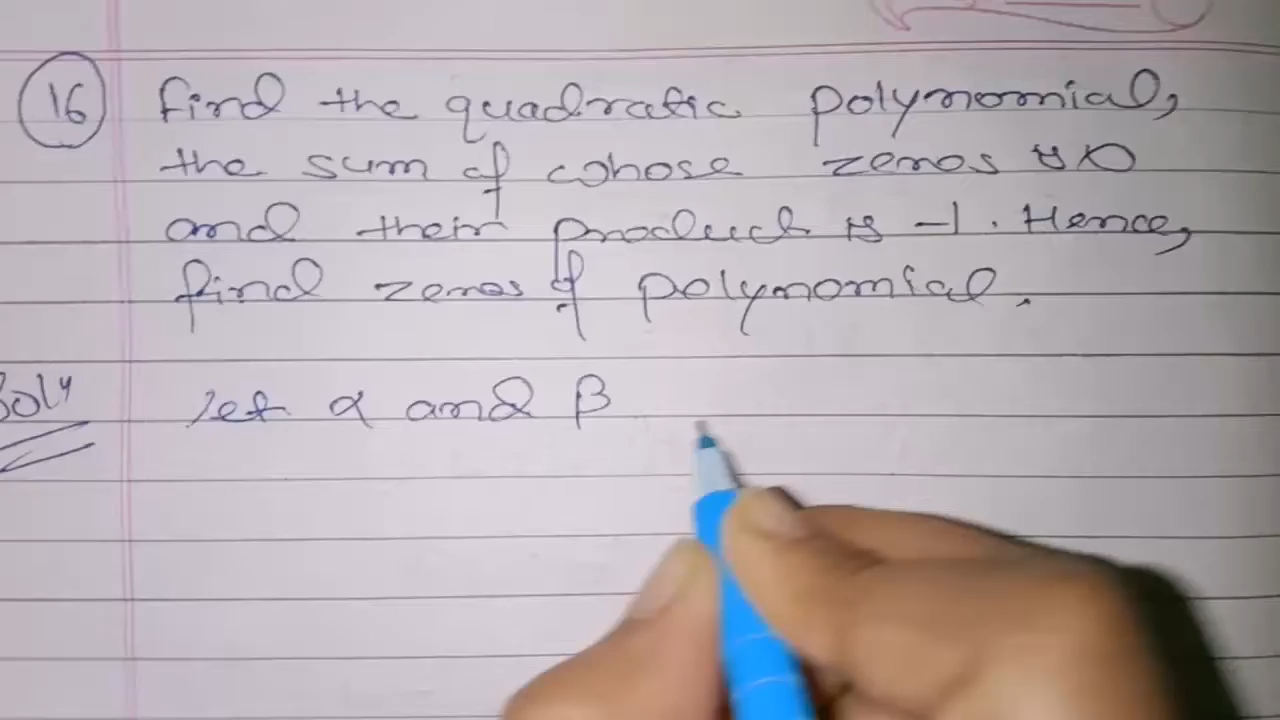 16 Find the quadratic polynomial,
the sum of whose zeros is 0
and their product is -1. Hence,
find zeros of polynomial.
Solⁿ let α and β